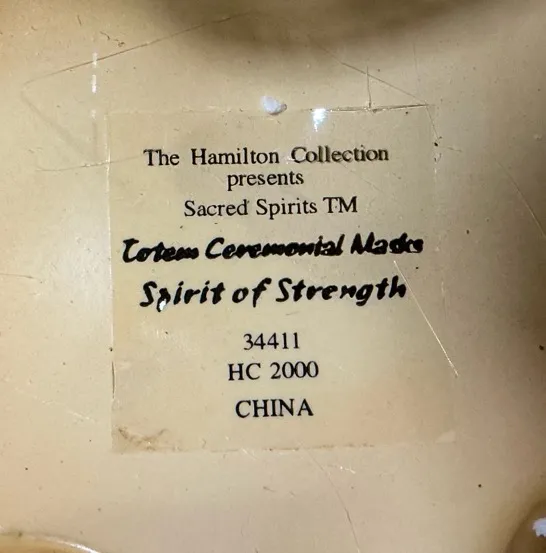 The Hamilton Collection
presents
Sacred Spirits TM
Totem Ceremonial Masks
Spirit of Strength
34411
HC 2000
CHINA